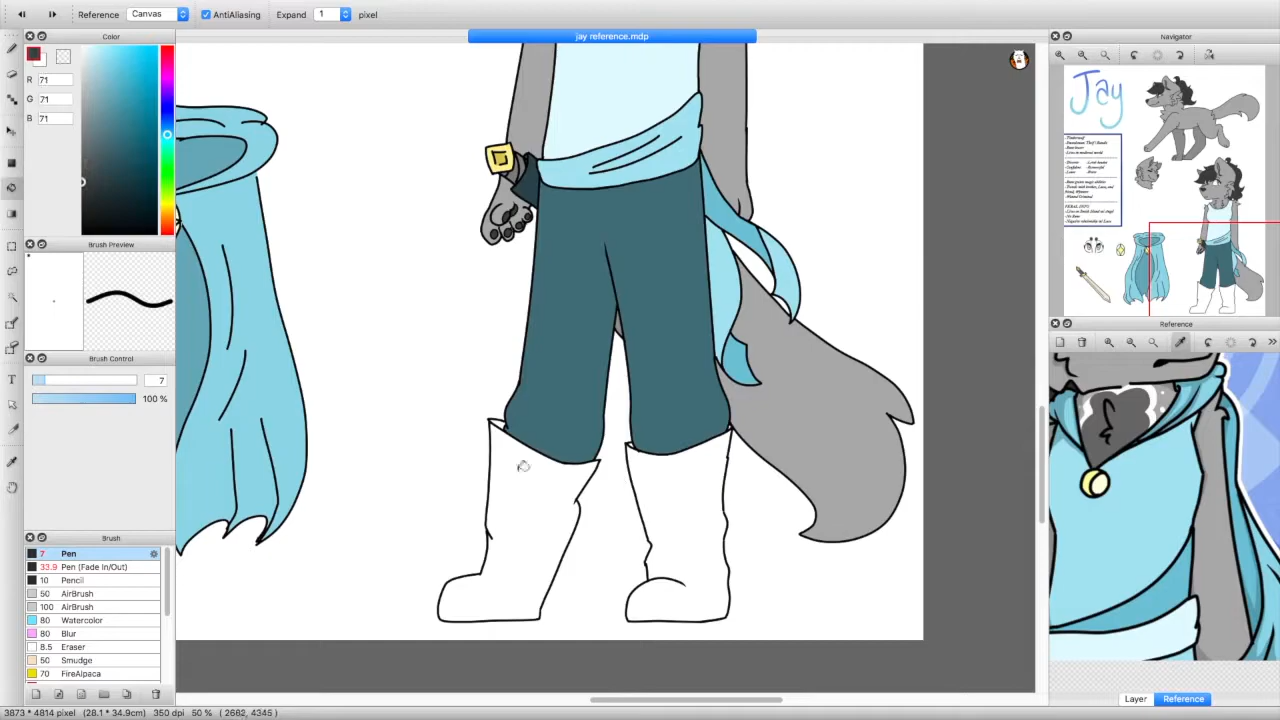 Reference Canvas AntiAliasing Expand 1 pixel
Color
jay reference.mdp
Navigator
R 71
G 71
B 71
Jay
Brush Preview
Reference
Brush Control
7
100 %
T
Brush
7 Pen
33.9 Pen (Fade In/Out)
10 Pencil
50 AirBrush
100 AirBrush
80 Watercolor
80 Blur
8.5 Eraser
50 Smudge
70 FireAlpaca
Layer Reference
3873 * 4814 pixel (28.1 * 34.9cm) 350 dpi 50 % ( 2662, 4345 )